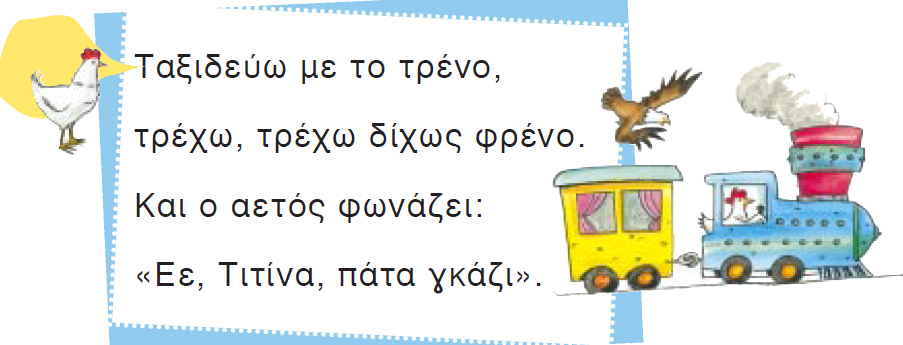 Ταξιδεύω με το τρένο,
τρέχω, τρέχω δίχως φρένο.
Και ο αετός φωνάζει:
«Εε, Τιτίνα, πάτα γκάζι».